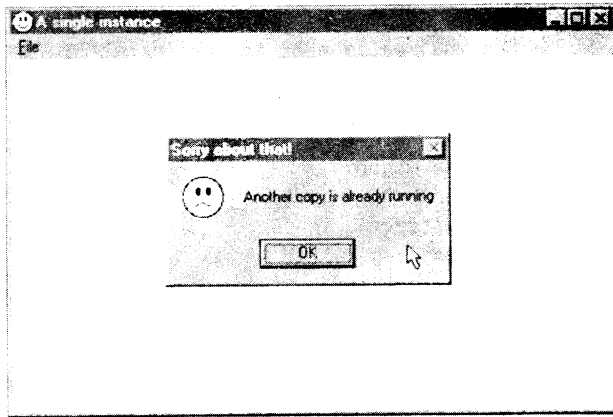 A single instance
File
Sorry about that!
Another copy is already running
OK